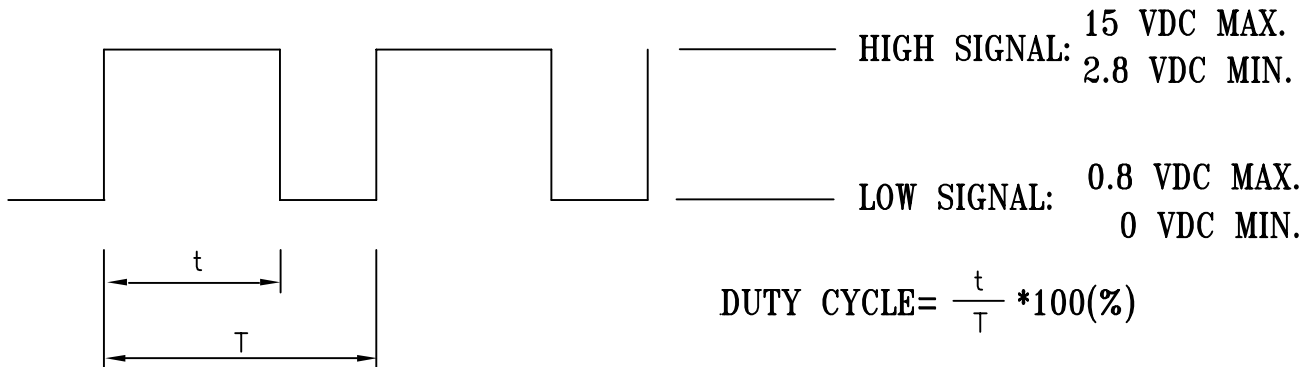 HIGH SIGNAL: 15 VDC MAX.
2.8 VDC MIN.
LOW SIGNAL: 0.8 VDC MAX.
0 VDC MIN.
t
T
DUTY CYCLE= t/T *100(%)